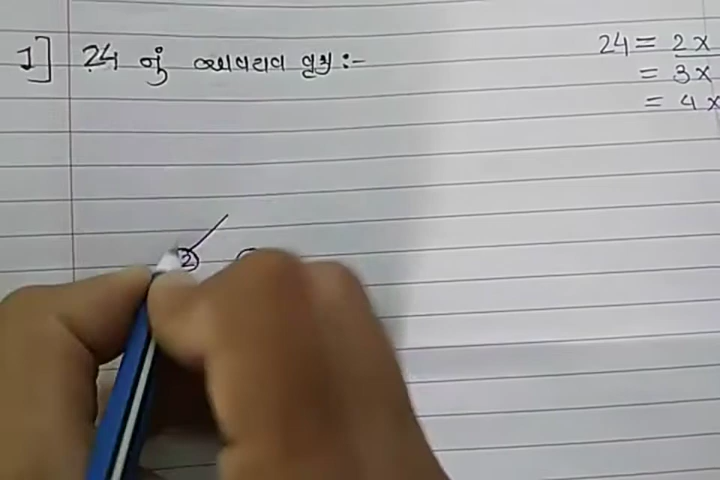 1] 24 નું અવયવ વૃક્ષ :-
24 = 2 x
= 3 x
= 4 x
2